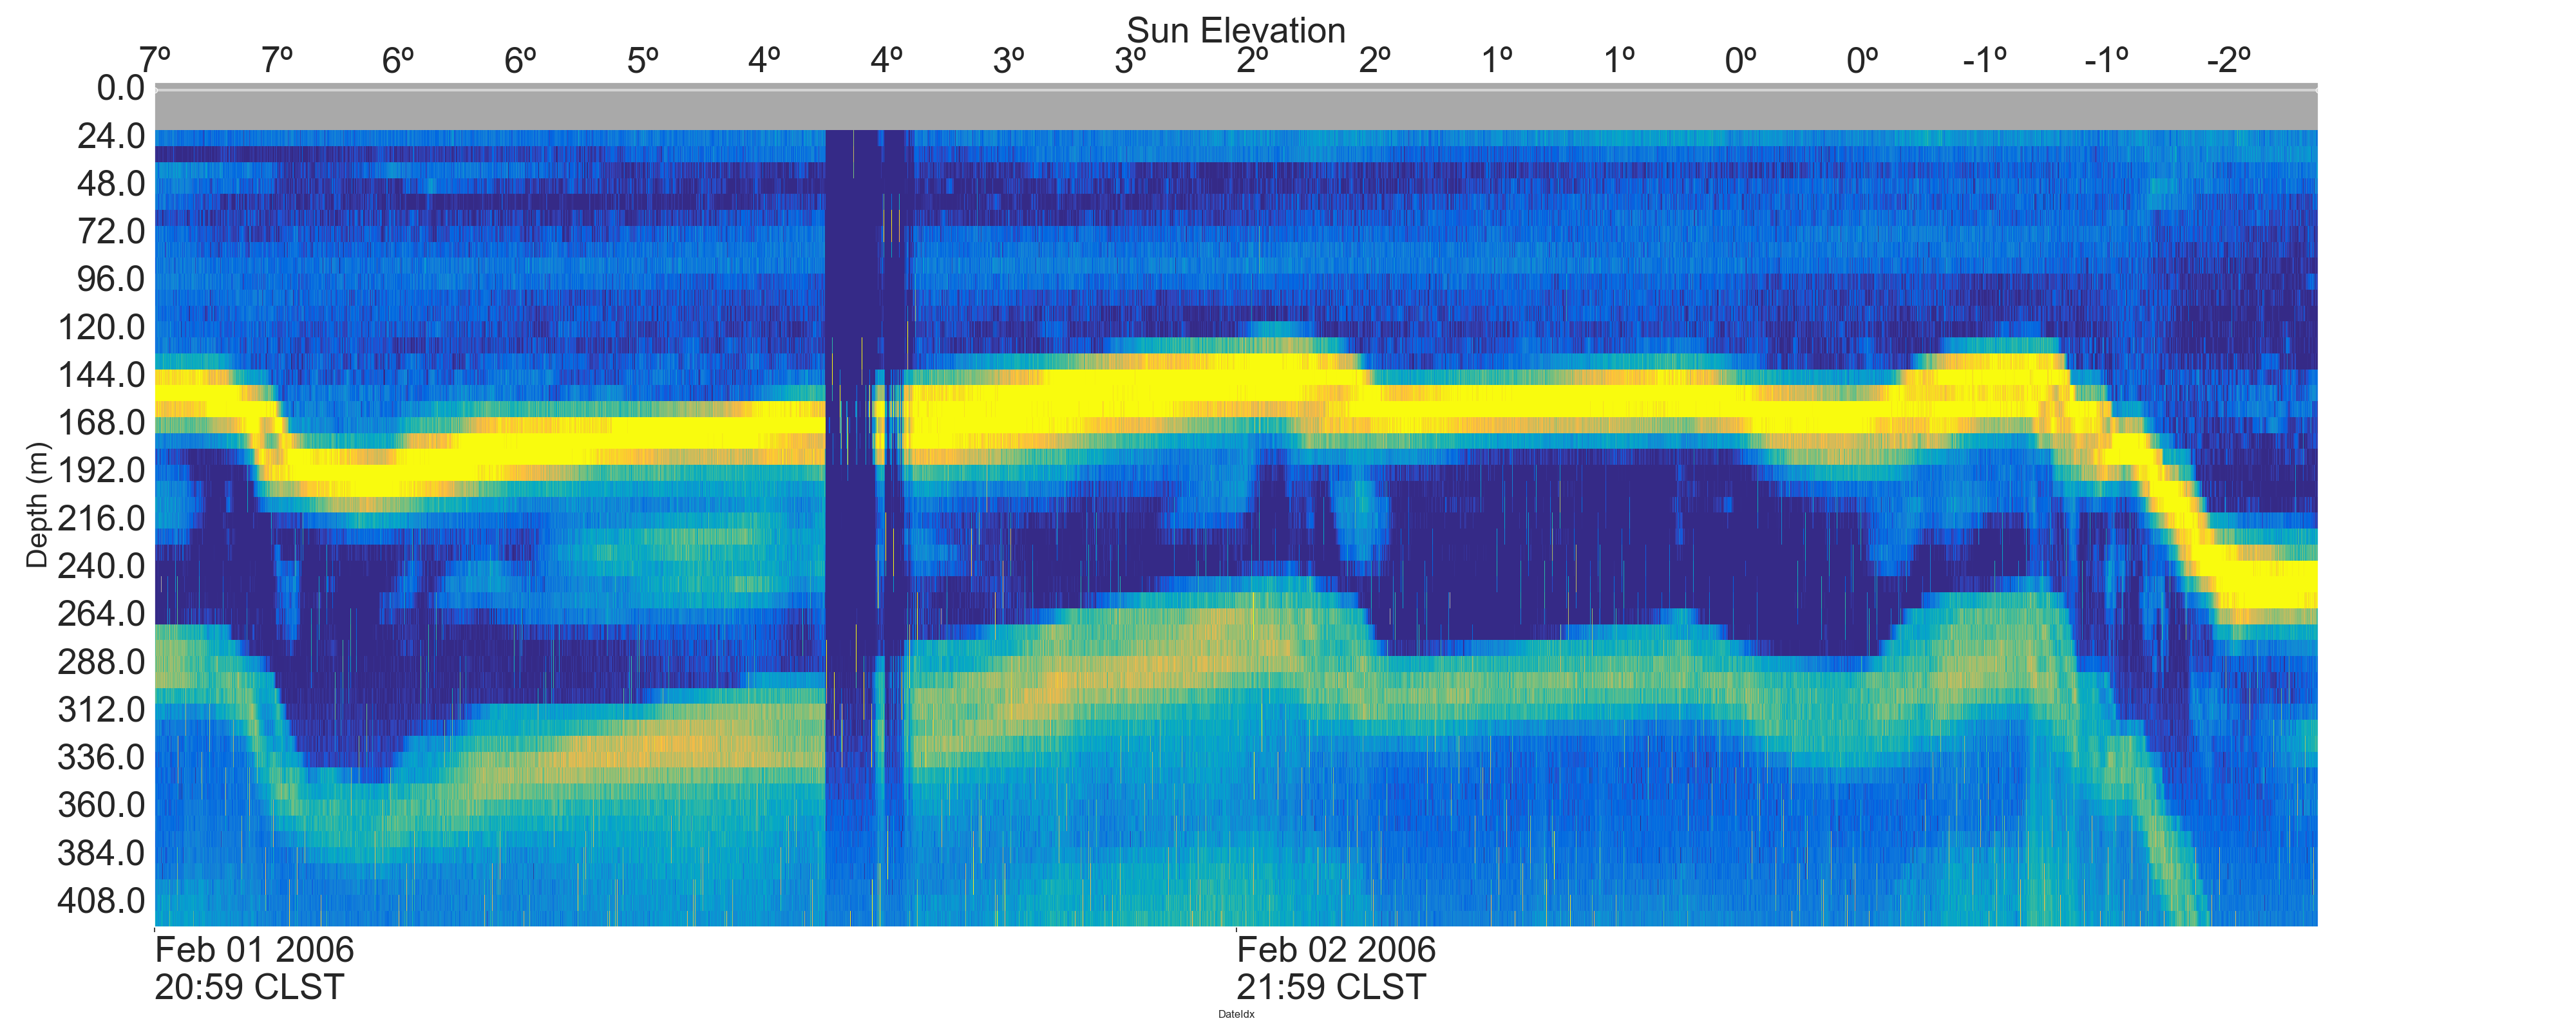 Sun Elevation
7º 7º 6º 6º 5º 4º 4º 3º 3º 2º 2º 1º 1º 0º 0º -1º -1º -2º
0.0
24.0
48.0
72.0
96.0
120.0
144.0
168.0
192.0
216.0
240.0
264.0
288.0
312.0
336.0
360.0
384.0
408.0
Depth (m)
Feb 01 2006
20:59 CLST
Feb 02 2006
21:59 CLST
DateIdx